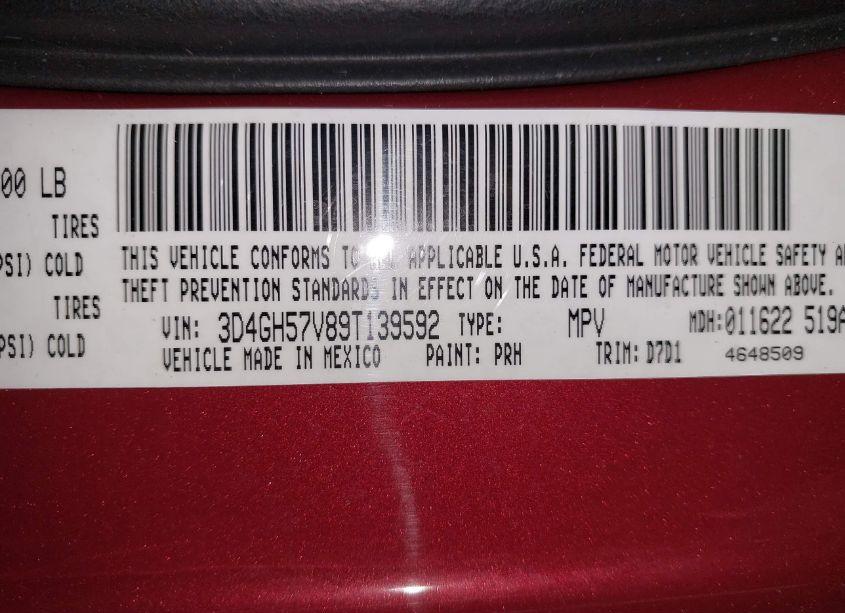 00 LB
TIRES
PSI) COLD
TIRES
PSI) COLD
THIS VEHICLE CONFORMS TO ALL APPLICABLE U.S.A. FEDERAL MOTOR VEHICLE SAFETY A
THEFT PREVENTION STANDARDS IN EFFECT ON THE DATE OF MANUFACTURE SHOWN ABOVE.
VIN: 3D4GH57V89T139592 TYPE: MPV MDH:011622 519A
VEHICLE MADE IN MEXICO PAINT: PRH TRIM: D7D1 4648509